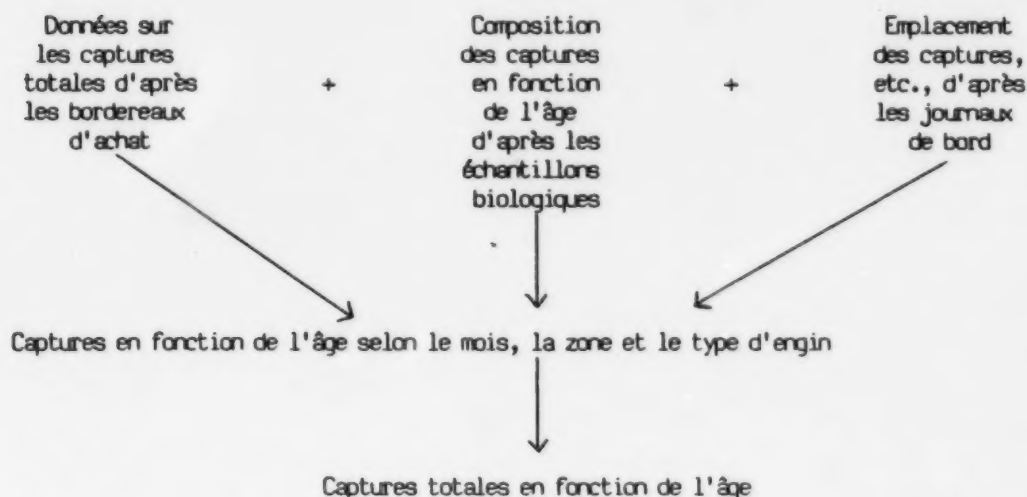 Données sur
les captures
totales d'après
les bordereaux
d'achat
+
Composition
des captures
en fonction
de l'âge
d'après les
échantillons
biologiques
+
Emplacement
des captures,
etc., d'après
les journaux
de bord
Captures en fonction de l'âge selon le mois, la zone et le type d'engin
Captures totales en fonction de l'âge